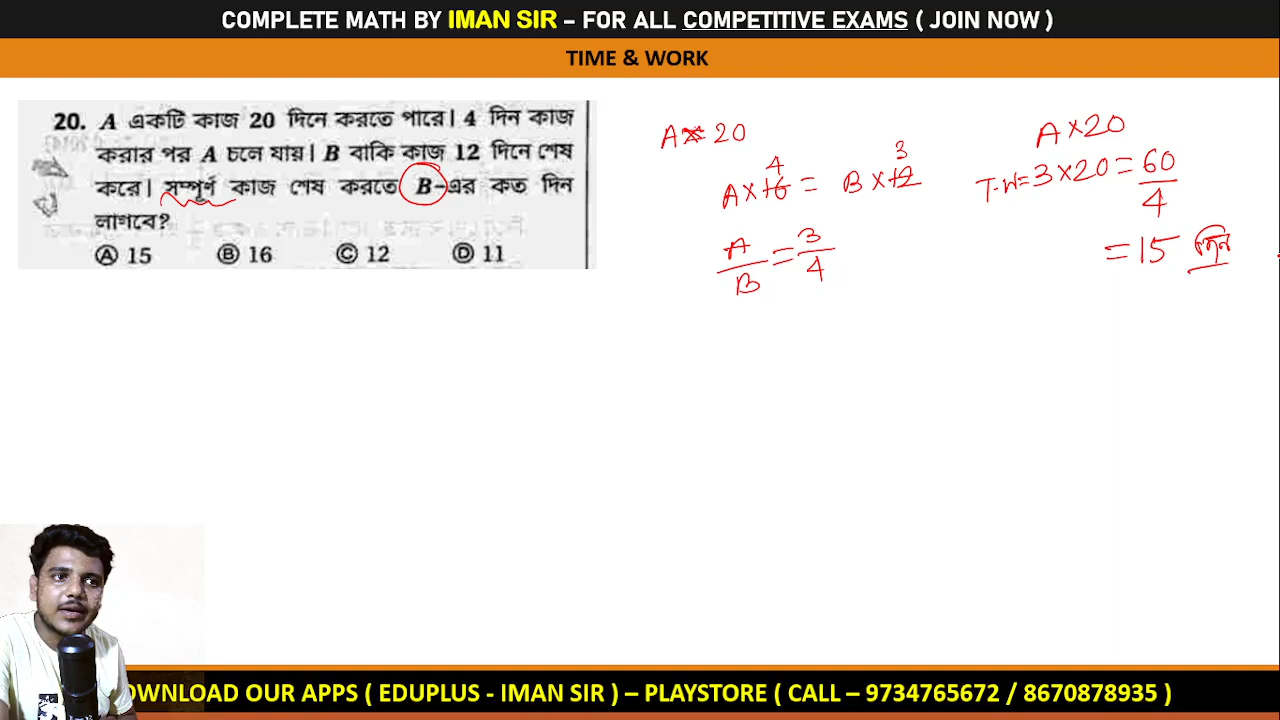 COMPLETE MATH BY IMAN SIR – FOR ALL COMPETITIVE EXAMS ( JOIN NOW )
TIME & WORK
20. A একটি কাজ 20 দিনে করতে পারে। 4 দিন কাজ
করার পর A চলে যায়। B বাকি কাজ 12 দিনে শেষ
করে। সম্পূর্ণ কাজ শেষ করতে B-এর কত দিন
লাগবে?
Ⓐ 15 Ⓑ 16 Ⓒ 12 Ⓓ 11
A × 20
4 3
A × 16 = B × 12
A/B = 3/4
A × 20
T.W = 3 × 20 = 60/4
= 15 দিন
OWNLOAD OUR APPS ( EDUPLUS - IMAN SIR ) – PLAYSTORE ( CALL – 9734765672 / 8670878935 )